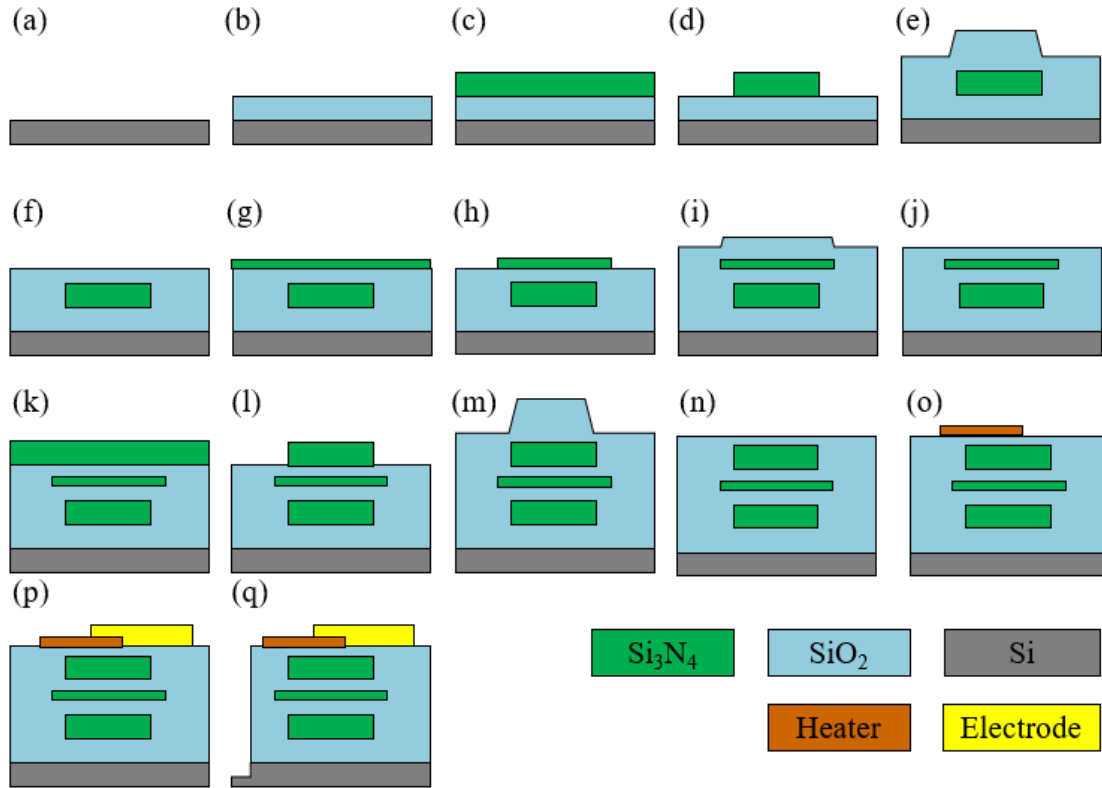 (a) (b) (c) (d) (e)
(f) (g) (h) (i) (j)
(k) (l) (m) (n) (o)
(p) (q)
Si₃N₄ SiO₂ Si
Heater Electrode